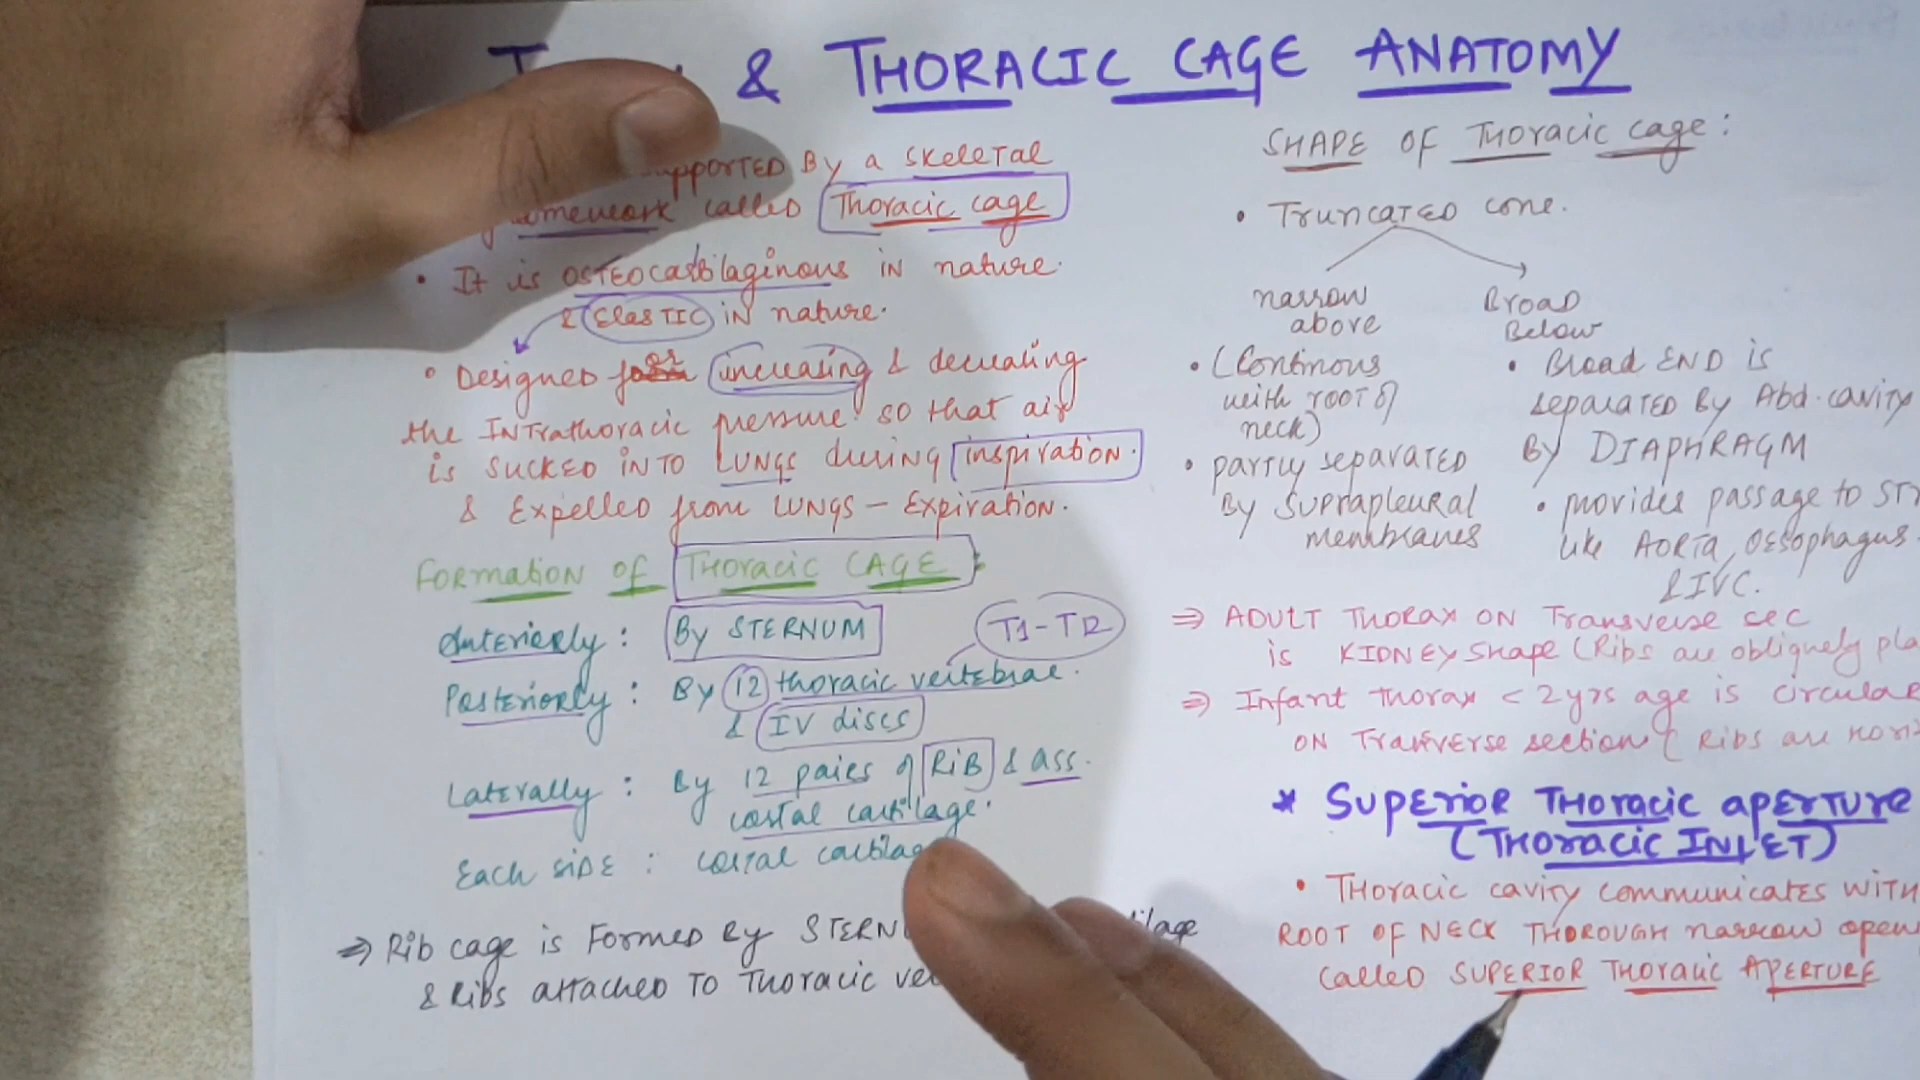 & THORACIC CAGE ANATOMY
SUPPORTED By a SKELETAL
called Thoracic cage
• It is OSTEOCARTILAGINOUS IN nature.
& ELASTIC IN nature.
• DESIGNED for increasing & decreasing
the INTRATHORACIC pressure. so that air
is SUCKED INTO LUNGS during inspiration.
& Expelled from LUNGS - Expiration.
FORMATION OF THORACIC CAGE :
Anteriorly : By STERNUM
T1-T12
Posteriorly : By 12 thoracic vertebrae.
& IV discs
Laterally : By 12 pairs of RIB & ass.
costal cartilage.
Each SIDE : costal
⇒ Rib cage is FORMED By
& Ribs attached TO Thoracic
SHAPE OF Thoracic cage :
• Truncated cone.
narrow above
Broad Below
• (Continous with root of neck)
• partly separated By Suprapleural membranes
• Broad END is separated By Abd. cavity By DIAPHRAGM
• provides passage to
like AORTA, OESOPHAGUS
& IVC.
⇒ ADULT THORAX ON Transverse sec
is KIDNEY shape (Ribs are obliquely
⇒ Infant thorax < 2 yrs age is
ON Tranverse section ( Ribs are
* SUPERIOR THORACIC APERTURE
(THORACIC INLET)
• THORACIC cavity communicates WITH
ROOT OF NECK THOROUGH narrow
called SUPERIOR THORACIC APERTURE